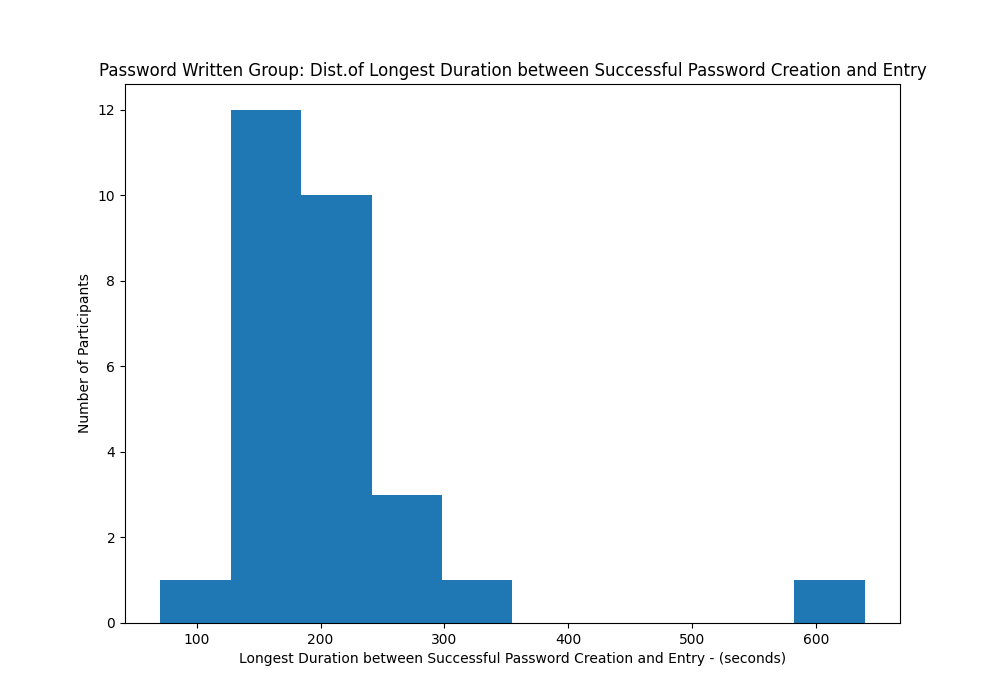 Password Written Group: Dist.of Longest Duration between Successful Password Creation and Entry
12
10
8
6
4
2
0
Number of Participants
100 200 300 400 500 600
Longest Duration between Successful Password Creation and Entry - (seconds)